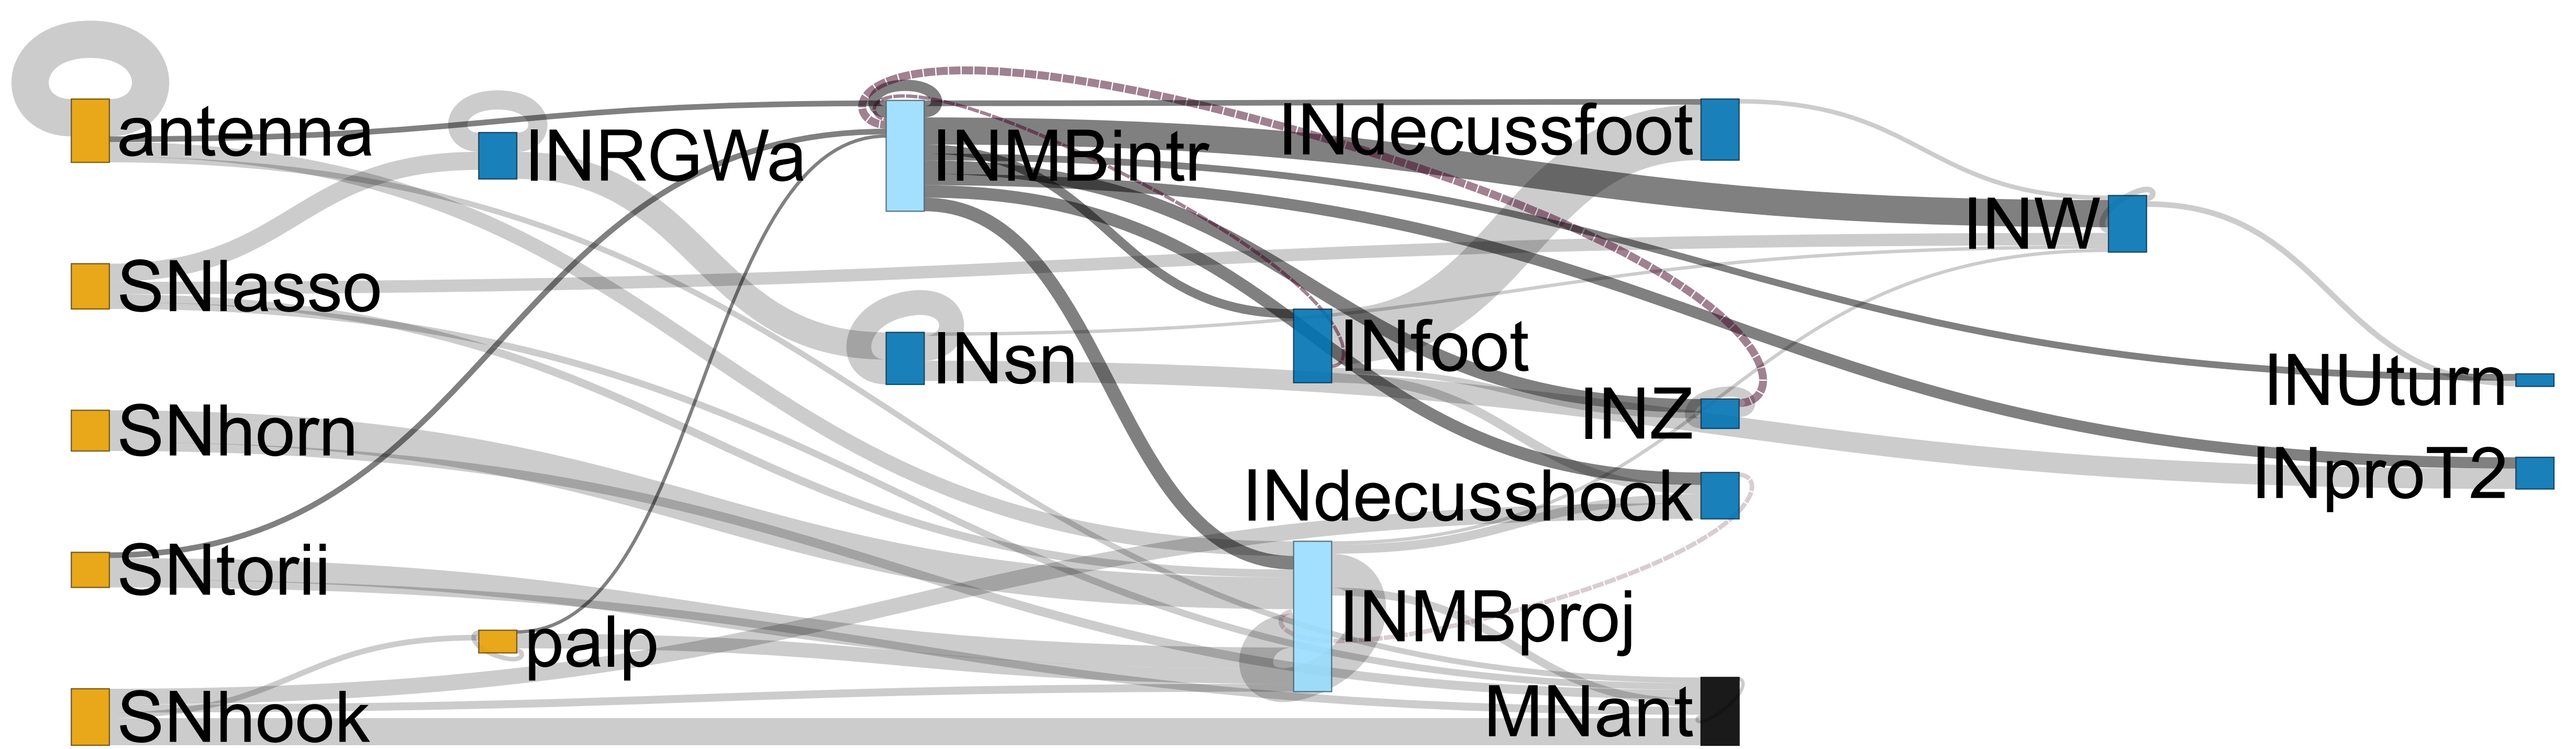 antenna
INRGWa
INMBintr
INdecussfoot
INW
SNlasso
INsn
INfoot
INZ
INUturn
SNhorn
INdecusshook
INproT2
SNtorii
palp
INMBproj
SNhook
MNant